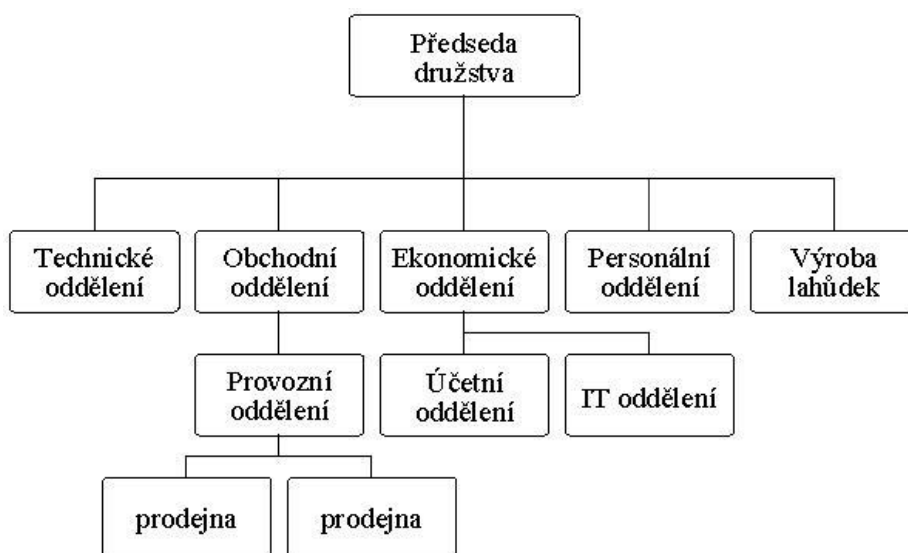 Předseda
družstva
Technické
oddělení
Obchodní
oddělení
Ekonomické
oddělení
Personální
oddělení
Výroba
lahůdek
Provozní
oddělení
Účetní
oddělení
IT oddělení
prodejna
prodejna